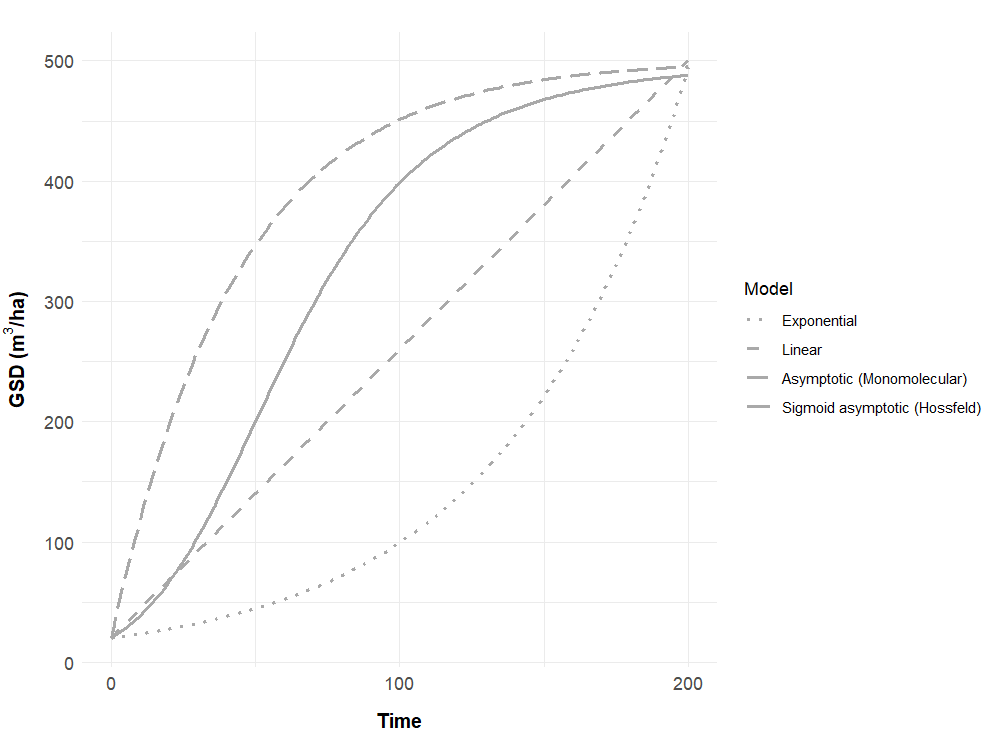 500
400
300
200
100
0
GSD (m³/ha)
0 100 200
Time
Model
Exponential
Linear
Asymptotic (Monomolecular)
Sigmoid asymptotic (Hossfeld)